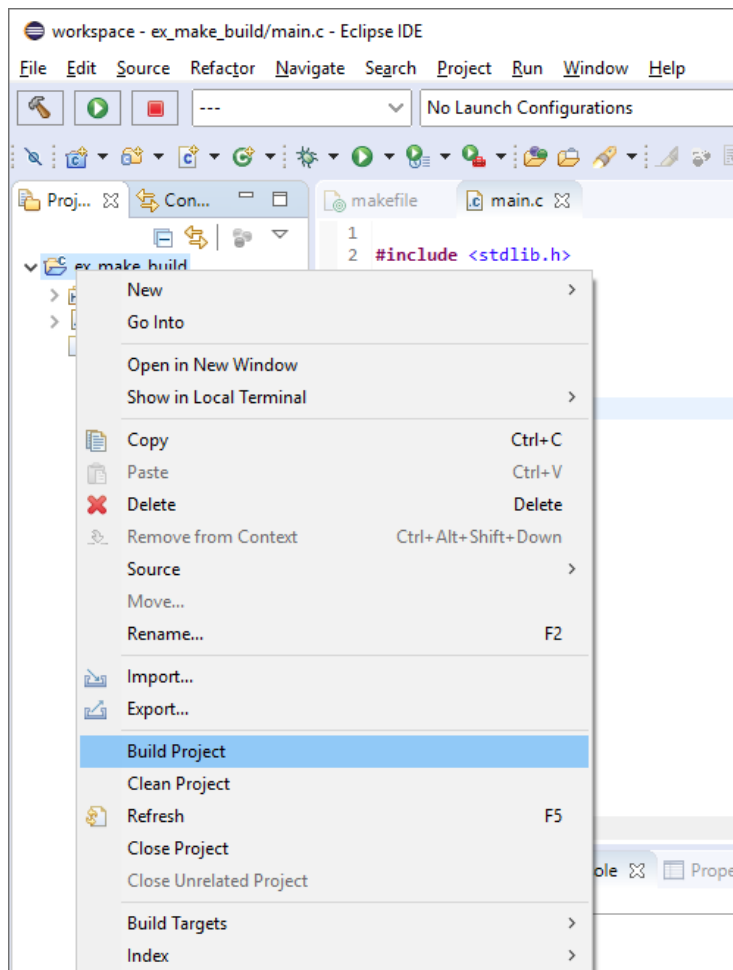 workspace - ex_make_build/main.c - Eclipse IDE
File Edit Source Refactor Navigate Search Project Run Window Help
--- No Launch Configurations
Proj... Con... makefile main.c
1
2 #include <stdlib.h>
ex_make_build
New
Go Into
Open in New Window
Show in Local Terminal
Copy Ctrl+C
Paste Ctrl+V
Delete Delete
Remove from Context Ctrl+Alt+Shift+Down
Source
Move...
Rename... F2
Import...
Export...
Build Project
Clean Project
Refresh F5
Close Project
ole Prope
Close Unrelated Project
Build Targets
Index